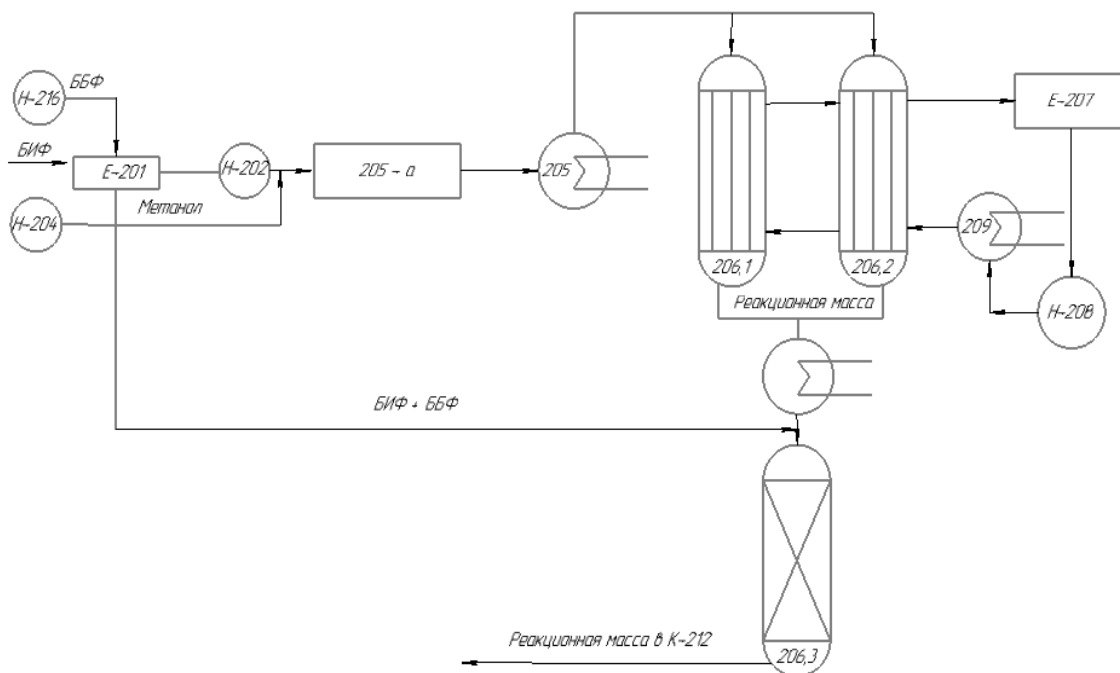 Н-216
ББФ
БИФ
Е-201
Н-202
205 - а
205
Е-207
Метанол
Н-204
209
206,1
206,2
Реакционная масса
Н-208
БИФ + ББФ
Реакционная масса в К-212
206,3